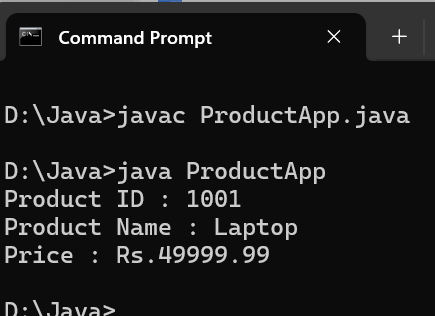 Command Prompt
D:\Java>javac ProductApp.java
D:\Java>java ProductApp
Product ID : 1001
Product Name : Laptop
Price : Rs.49999.99
D:\Java>